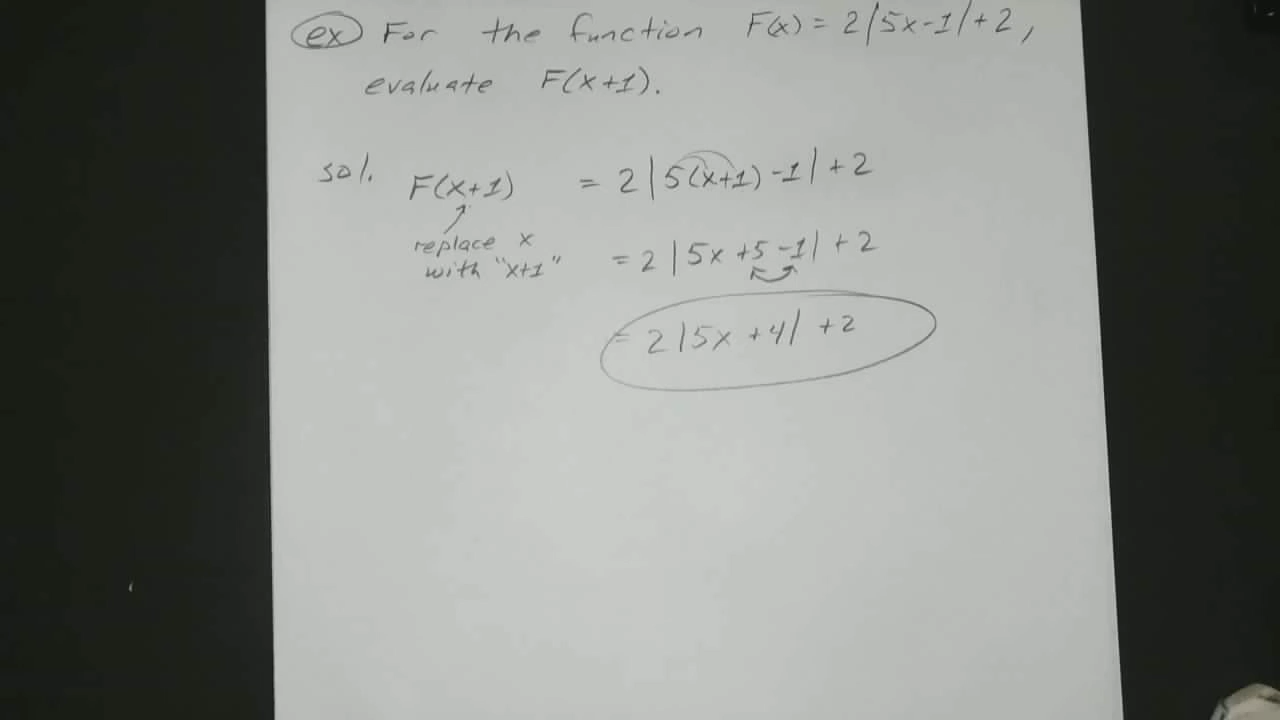 ex For the function F(x) = 2|5x-1|+2,
evaluate F(x+1).
sol. F(x+1) = 2|5(x+1)-1|+2
replace x
with "x+1"
= 2|5x+5-1|+2
= 2|5x+4|+2